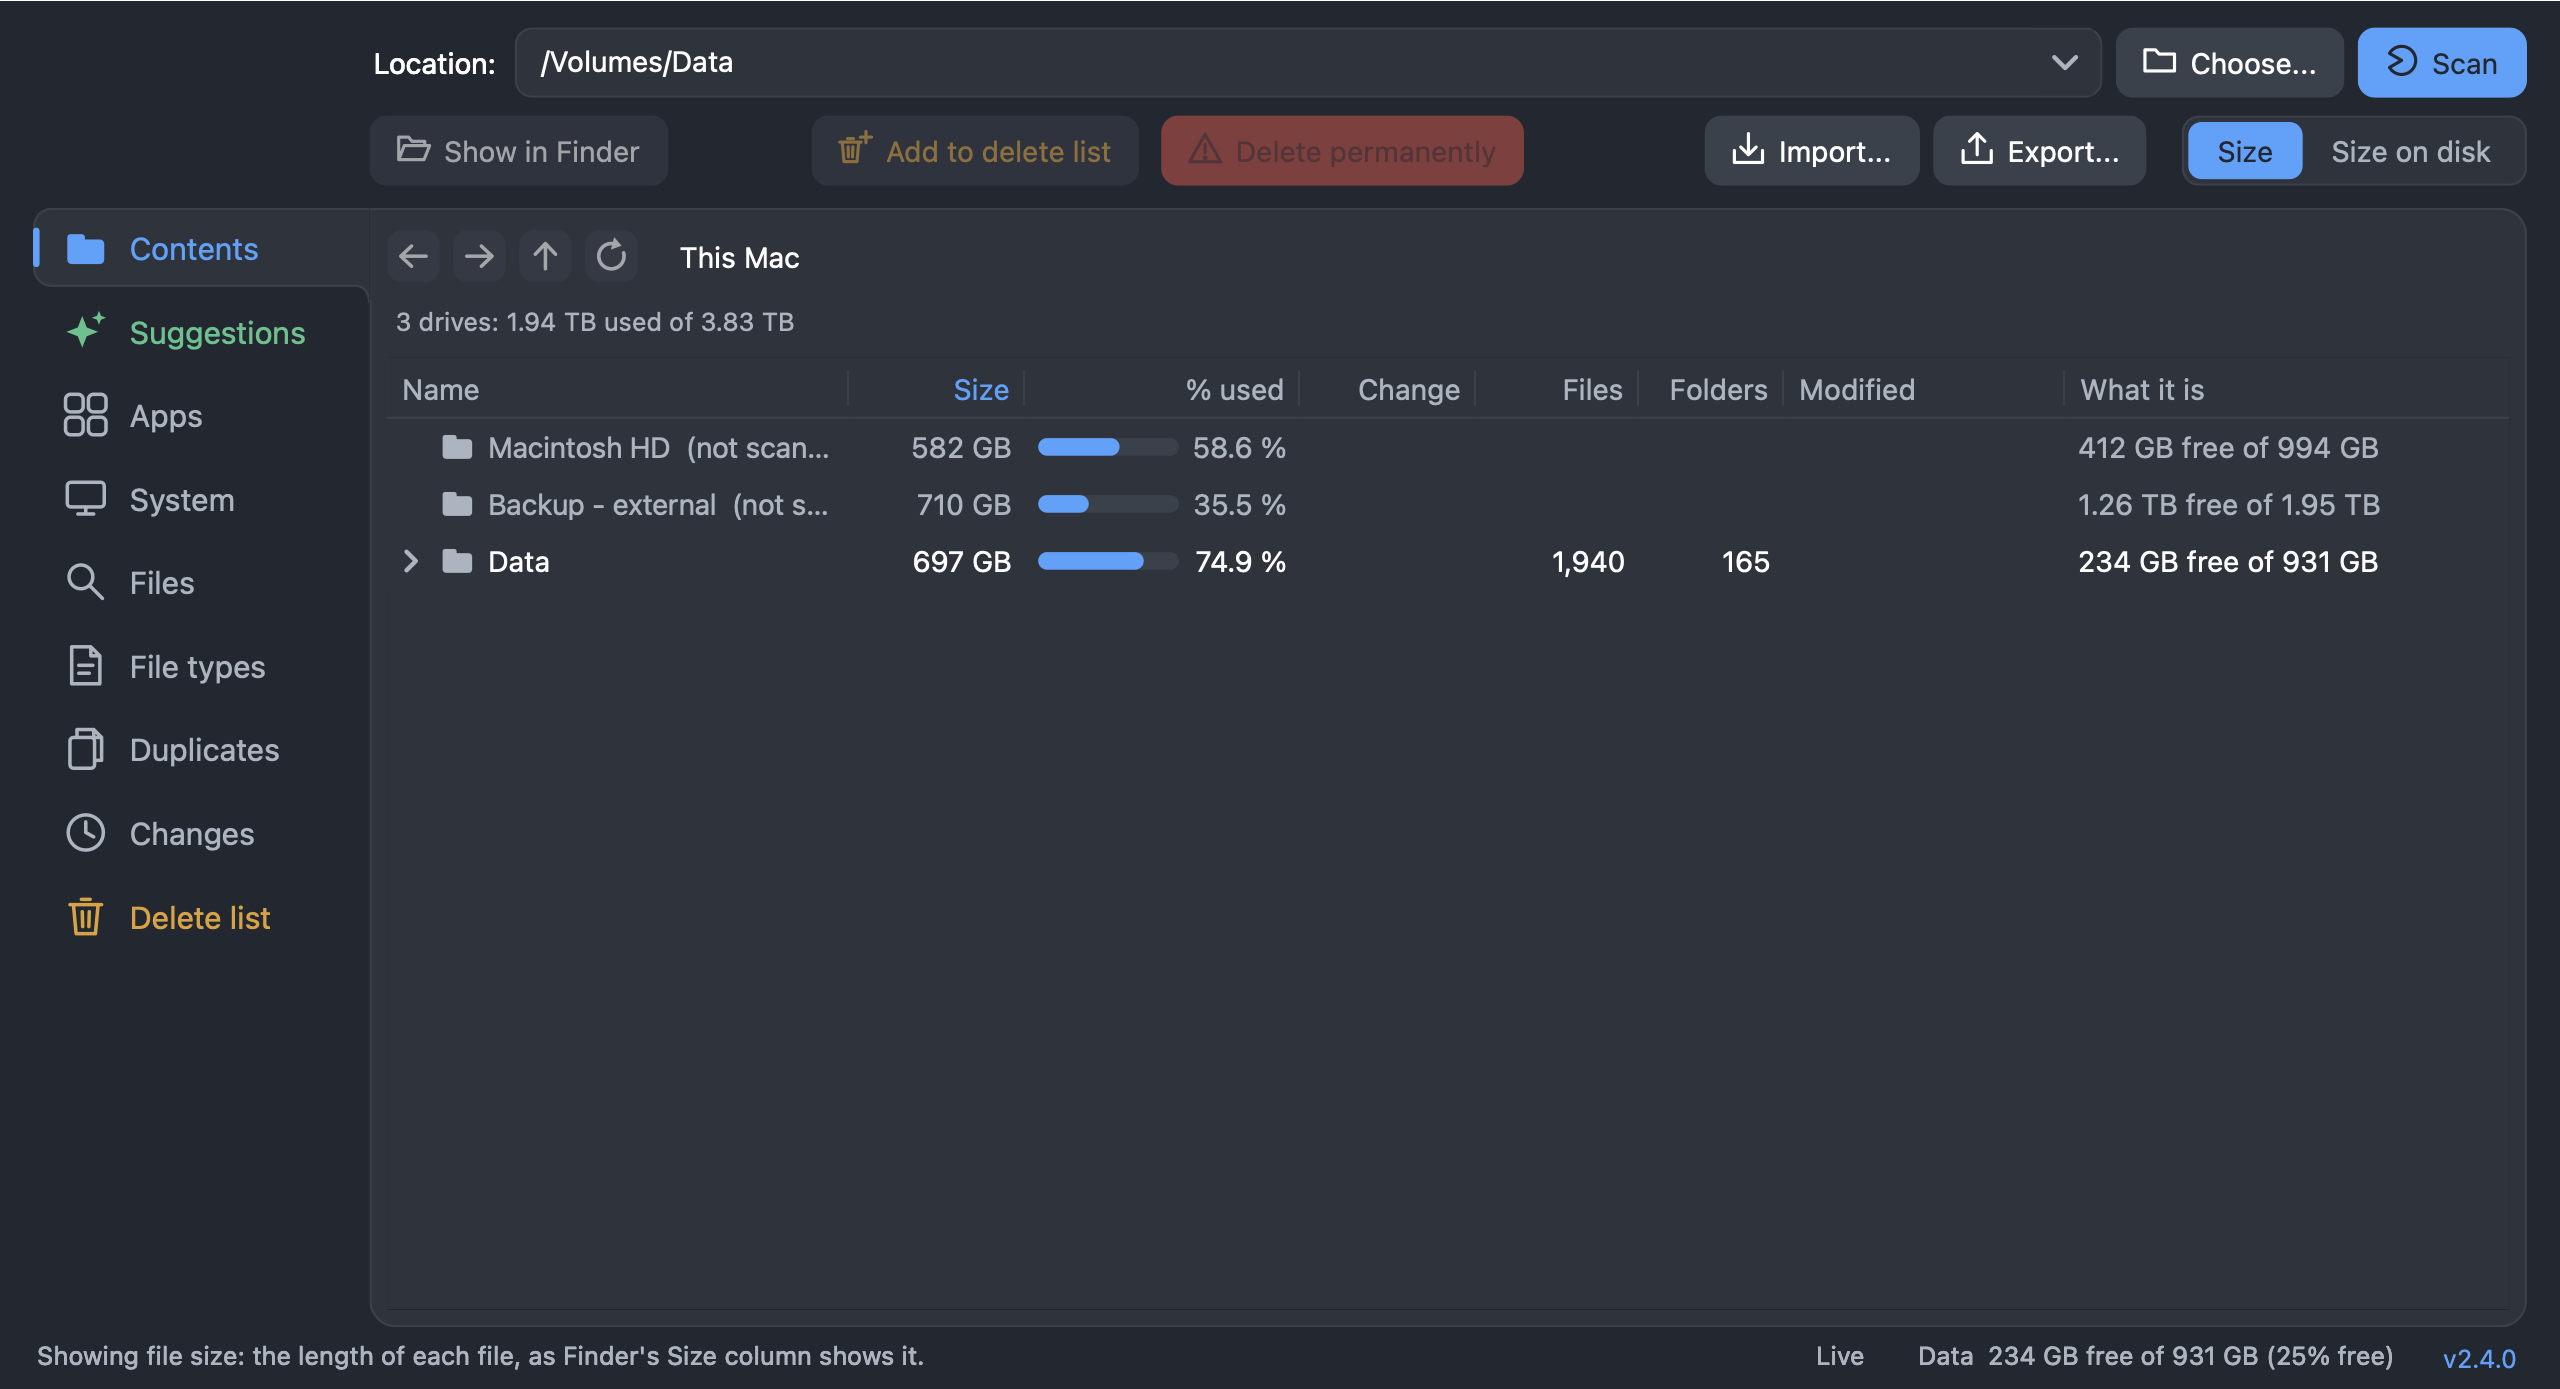 Location: /Volumes/Data Choose... Scan
Show in Finder Add to delete list Delete permanently Import... Export... Size Size on disk
Contents
Suggestions
Apps
System
Files
File types
Duplicates
Changes
Delete list
This Mac
3 drives: 1.94 TB used of 3.83 TB
Name Size % used Change Files Folders Modified What it is
Macintosh HD (not scan... 582 GB 58.6 % 412 GB free of 994 GB
Backup - external (not s... 710 GB 35.5 % 1.26 TB free of 1.95 TB
Data 697 GB 74.9 % 1,940 165 234 GB free of 931 GB
Showing file size: the length of each file, as Finder's Size column shows it. Live Data 234 GB free of 931 GB (25% free) v2.4.0